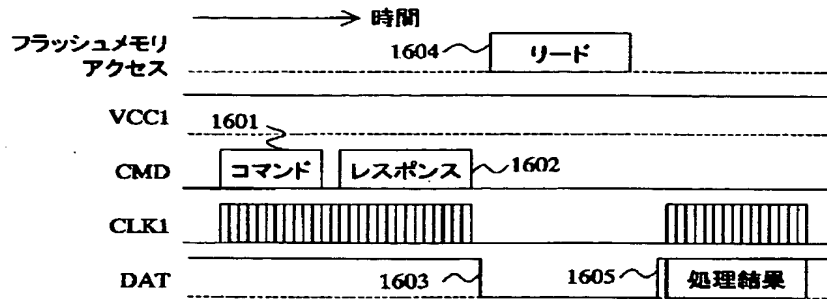 時間
フラッシュメモリ
アクセス
1604
リード
VCC1
1601
CMD
コマンド
レスポンス
1602
CLK1
DAT
1603
1605
処理結果